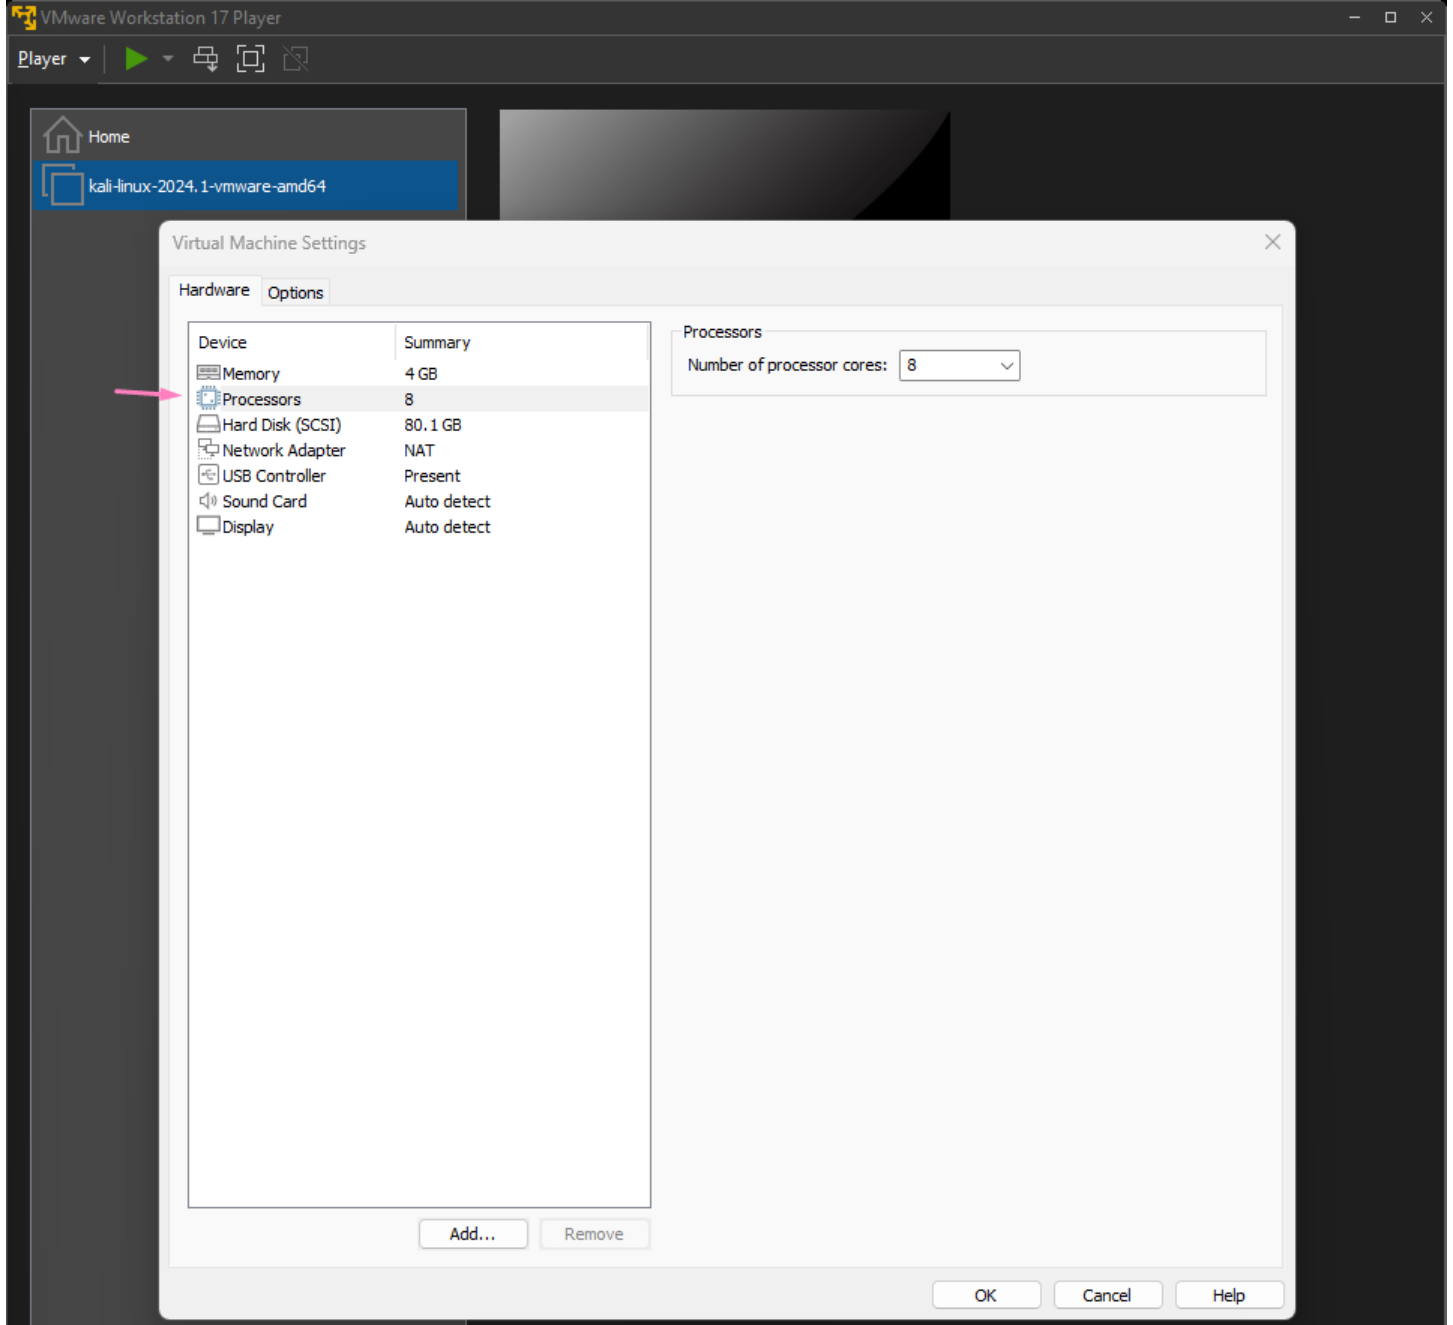 VMware Workstation 17 Player
Player
Home
kali-linux-2024.1-vmware-amd64
Virtual Machine Settings
Hardware Options
Device Summary
Memory 4 GB
Processors 8
Hard Disk (SCSI) 80.1 GB
Network Adapter NAT
USB Controller Present
Sound Card Auto detect
Display Auto detect
Processors
Number of processor cores: 8
Add... Remove
OK Cancel Help